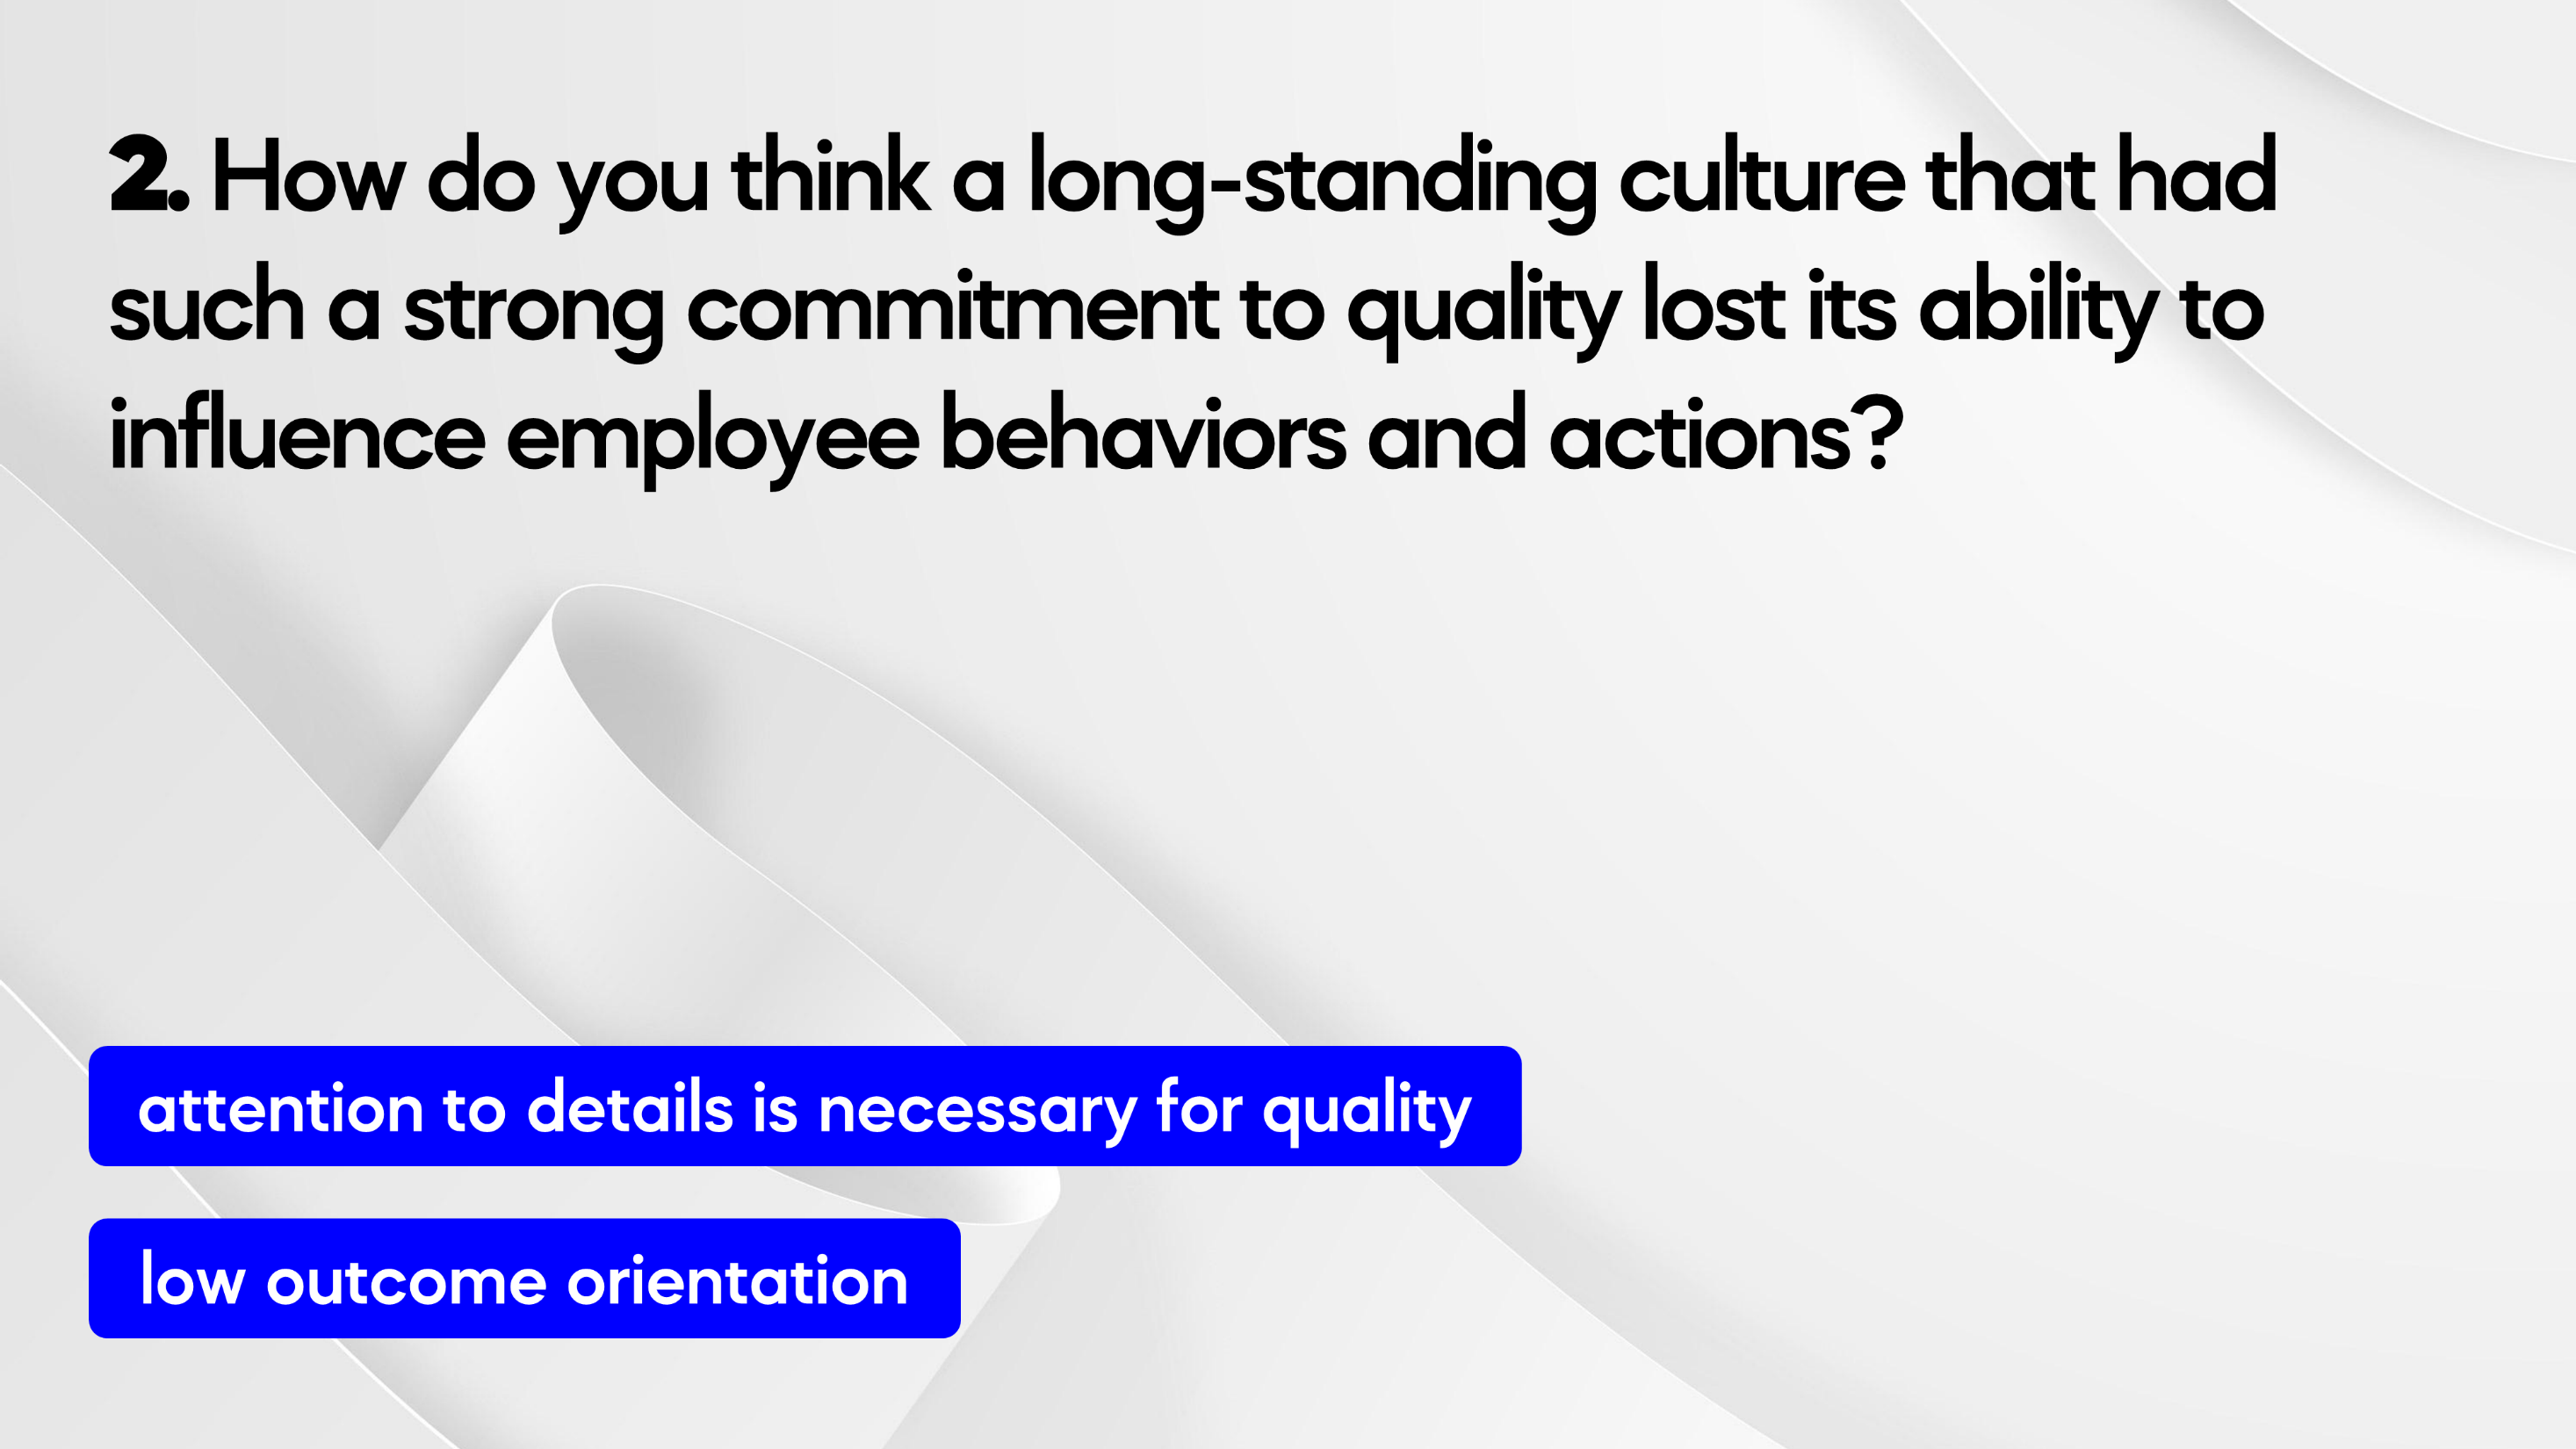 2. How do you think a long-standing culture that had
such a strong commitment to quality lost its ability to
influence employee behaviors and actions?
attention to details is necessary for quality
low outcome orientation